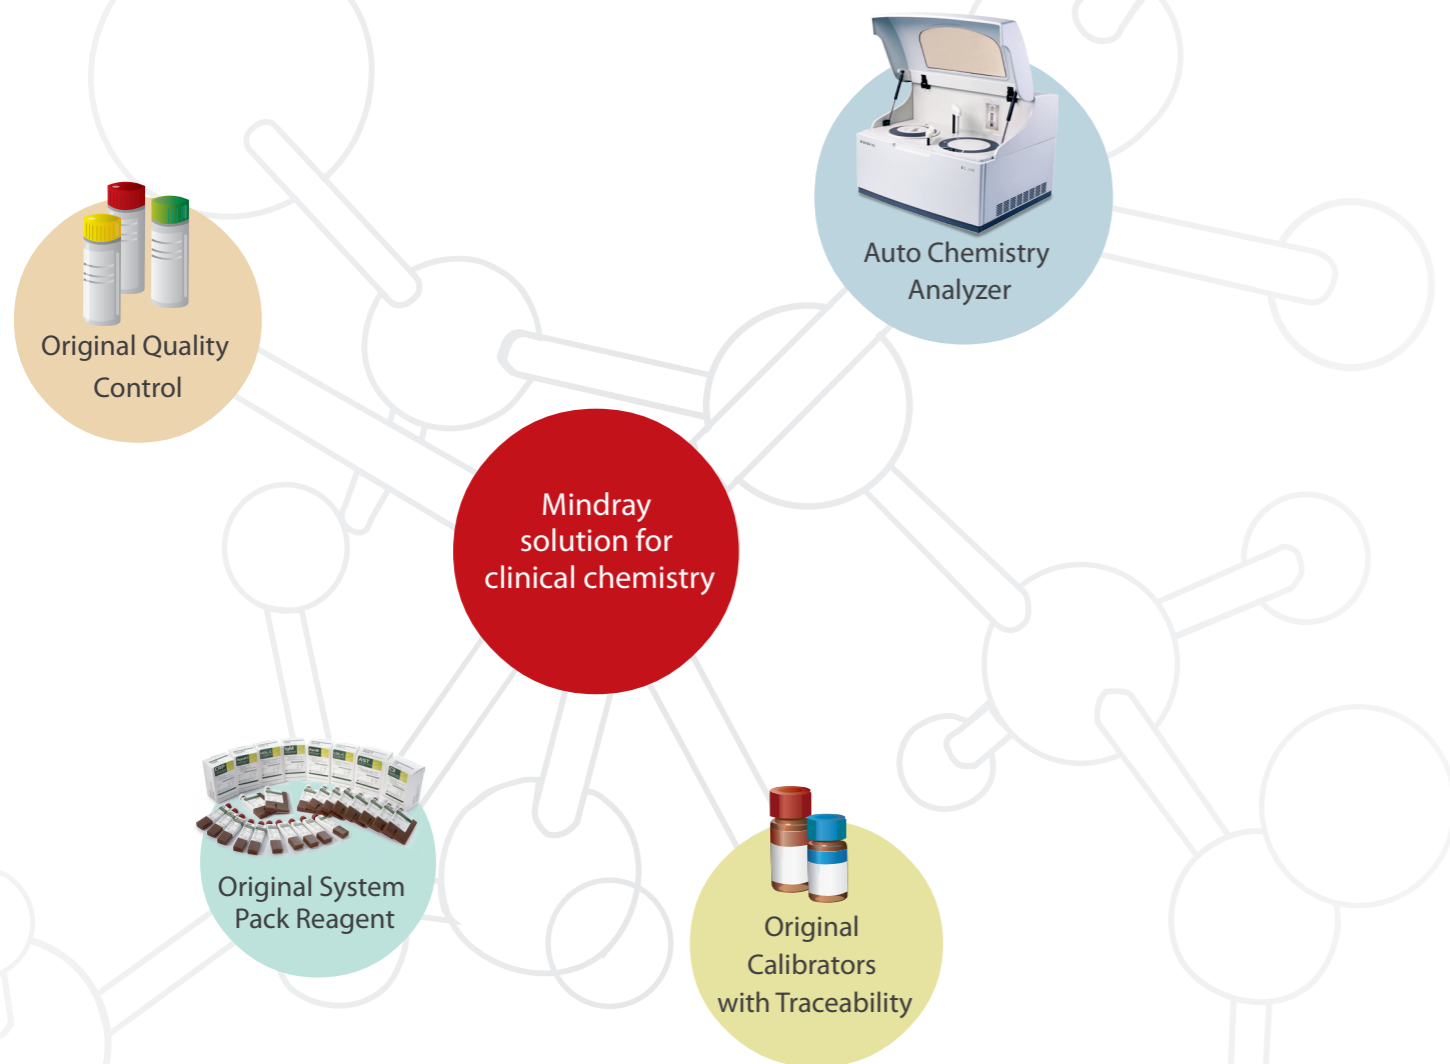 Auto Chemistry
Analyzer
Original Quality
Control
Mindray
solution for
clinical chemistry
Original System
Pack Reagent
Original
Calibrators
with Traceability